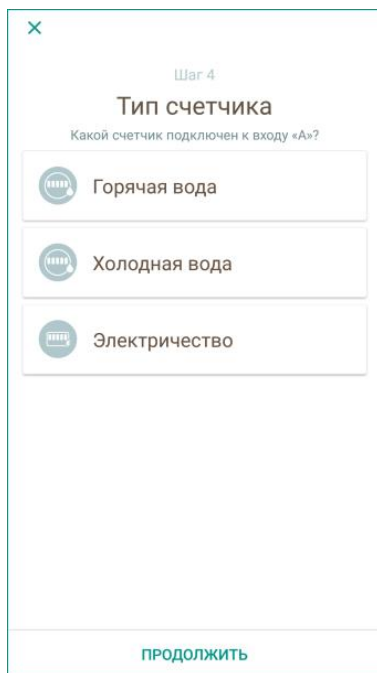 Шаг 4
Тип счетчика
Какой счетчик подключен к входу «А»?
Горячая вода
Холодная вода
Электричество
ПРОДОЛЖИТЬ